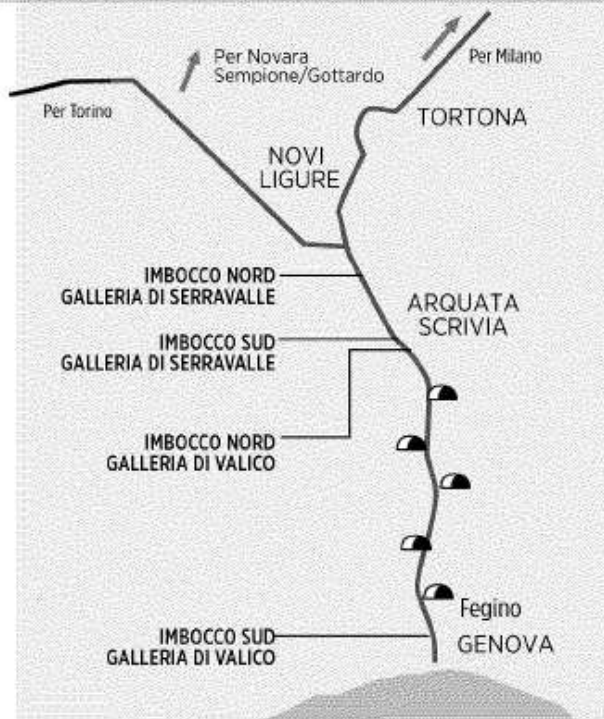 Per Novara
Sempione/Gottardo
Per Milano
Per Torino
TORTONA
NOVI
LIGURE
IMBOCCO NORD
GALLERIA DI SERRAVALLE
ARQUATA
SCRIVIA
IMBOCCO SUD
GALLERIA DI SERRAVALLE
IMBOCCO NORD
GALLERIA DI VALICO
Fegino
GENOVA
IMBOCCO SUD
GALLERIA DI VALICO